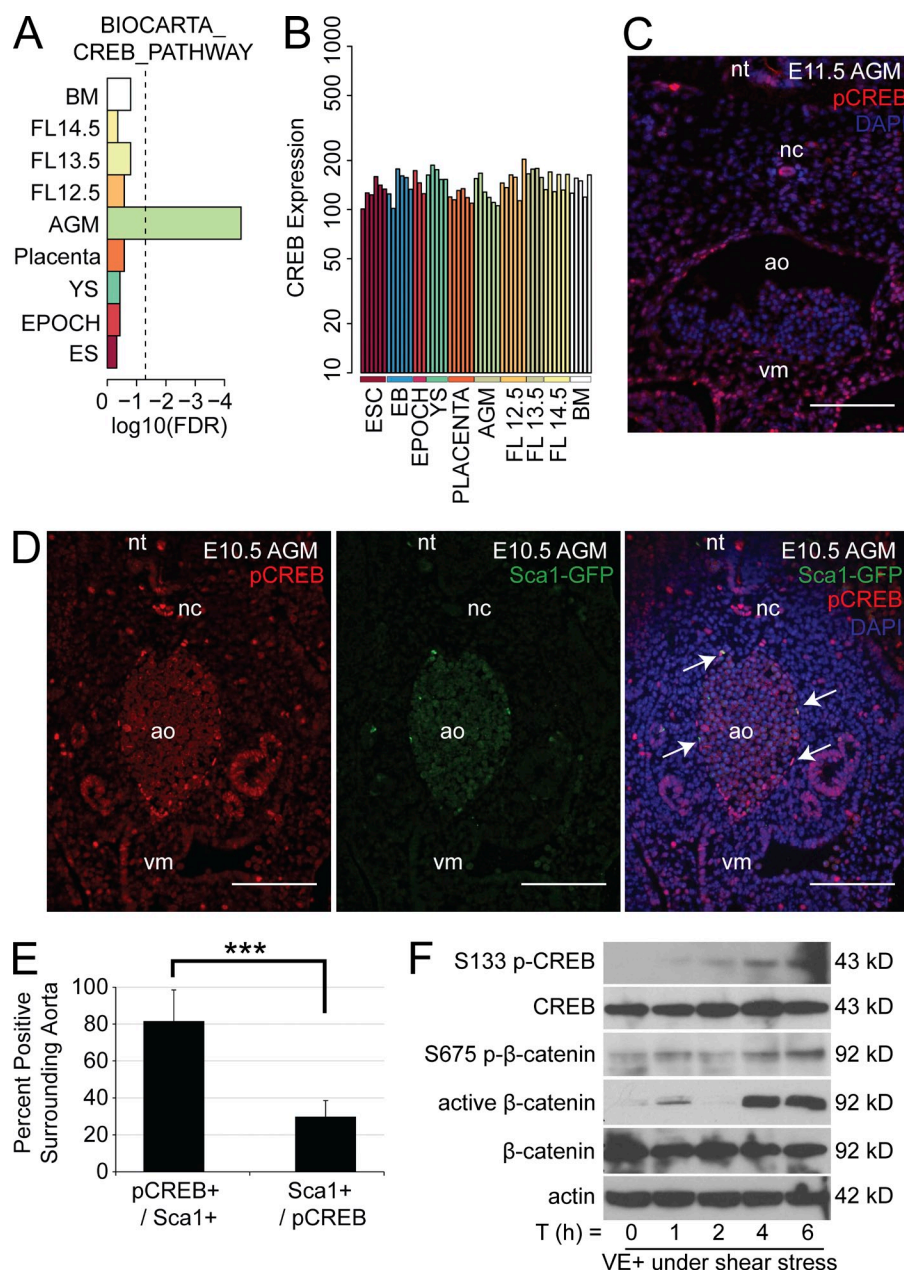 A
BIOCARTA_
CREB_PATHWAY
BM
FL14.5
FL13.5
FL12.5
AGM
Placenta
YS
EPOCH
ES
0 −1 −2 −3 −4
log10(FDR)
B
CREB Expression
1000
500
200
100
50
20
10
ESC
EB
EPOCH
YS
PLACENTA
AGM
FL 12.5
FL 13.5
FL 14.5
BM
C
nt
E11.5 AGM
pCREB
DAPI
nc
ao
vm
D
nt
E10.5 AGM
pCREB
nc
ao
vm
nt
E10.5 AGM
Sca1-GFP
nc
ao
vm
nt
E10.5 AGM
Sca1-GFP
pCREB
DAPI
nc
ao
vm
E
Percent Positive
Surrounding Aorta
100
80
60
40
20
0
***
pCREB+
/ Sca1+
Sca1+
/ pCREB
F
S133 p-CREB 43 kD
CREB 43 kD
S675 p-β-catenin 92 kD
active β-catenin 92 kD
β-catenin 92 kD
actin 42 kD
T (h) = 0 1 2 4 6
VE+ under shear stress